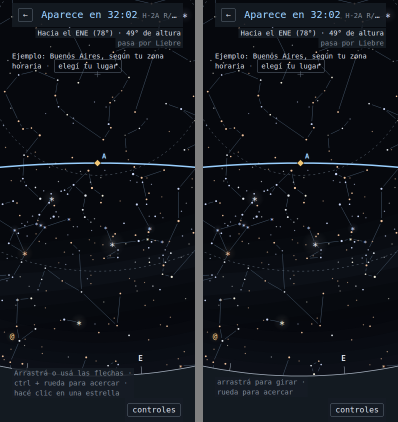 ← Aparece en 32:02 H-2A R/… *
Hacia el ENE (78°) · 49° de altura
pasa por Liebre
Ejemplo: Buenos Aires, según tu zona
horaria · elegí tu lugar
A
E
Arrastrá o usá las flechas ·
ctrl + rueda para acercar ·
hacé clic en una estrella
controles
← Aparece en 32:02 H-2A R/… *
Hacia el ENE (78°) · 49° de altura
pasa por Liebre
Ejemplo: Buenos Aires, según tu zona
horaria · elegí tu lugar
A
E
arrastrá para girar ·
rueda para acercar
controles